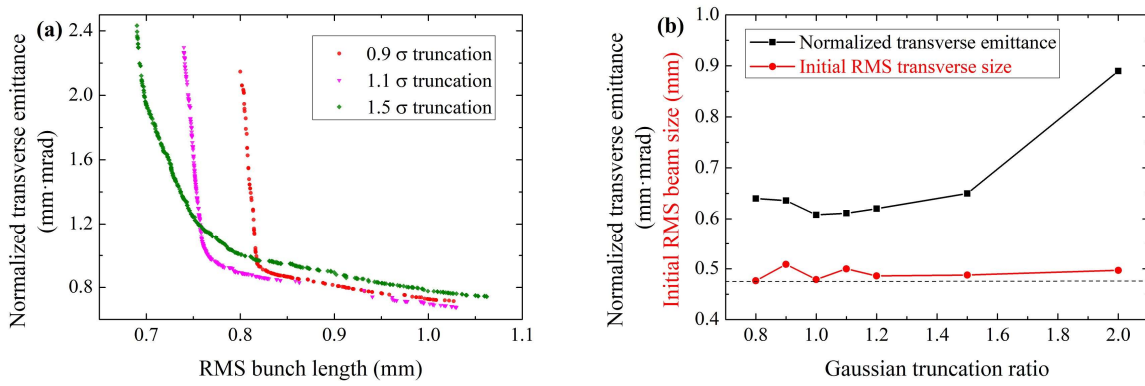 (a)
0.9 σ truncation
1.1 σ truncation
1.5 σ truncation
Normalized transverse emittance
(mm·mrad)
2.4
2.0
1.6
1.2
0.8
0.7
0.8
0.9
1.0
1.1
RMS bunch length (mm)
(b)
Normalized transverse emittance
Initial RMS transverse size
Normalized transverse emittance
(mm·mrad)
Initial RMS beam size (mm)
1.0
0.9
0.8
0.7
0.6
0.5
0.4
0.8
1.0
1.2
1.4
1.6
1.8
2.0
Gaussian truncation ratio